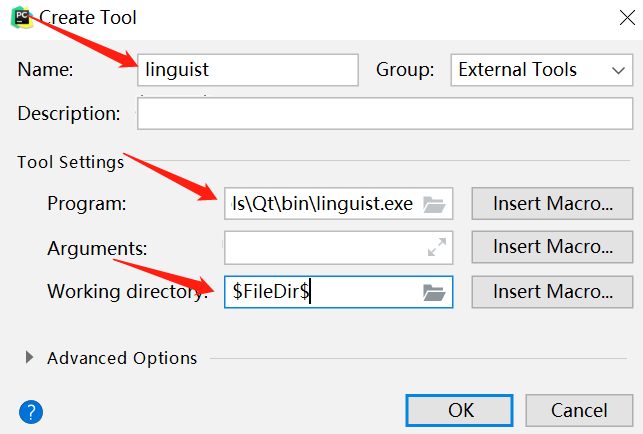 PC Create Tool
Name: linguist Group: External Tools
Description:
Tool Settings
Program: ls\Qt\bin\linguist.exe Insert Macro...
Arguments: Insert Macro...
Working directory: $FileDir$ Insert Macro...
Advanced Options
? OK Cancel